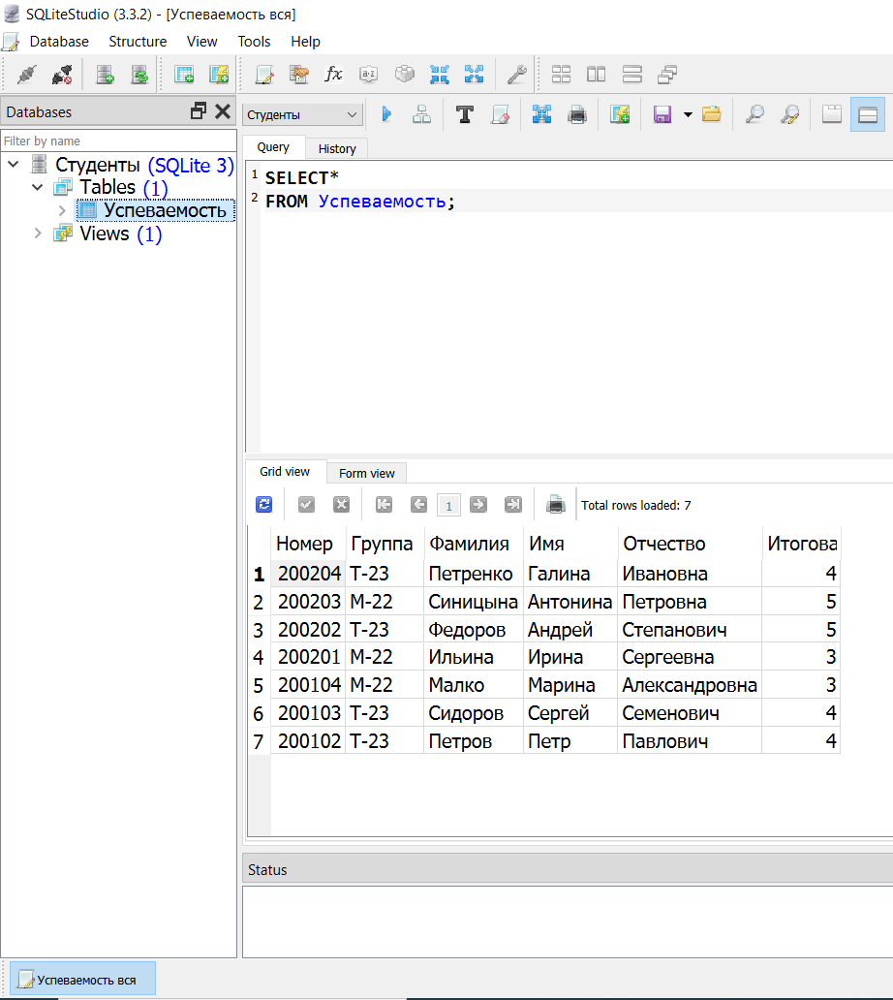 SQLiteStudio (3.3.2) - [Успеваемость вся]
Database Structure View Tools Help
Databases
Filter by name
Студенты (SQLite 3)
Tables (1)
Успеваемость
Views (1)
Студенты
Query History
1 SELECT*
2 FROM Успеваемость;
Grid view Form view
1 Total rows loaded: 7
Номер Группа Фамилия Имя Отчество Итогова
1 200204 Т-23 Петренко Галина Ивановна 4
2 200203 М-22 Синицына Антонина Петровна 5
3 200202 Т-23 Федоров Андрей Степанович 5
4 200201 М-22 Ильина Ирина Сергеевна 3
5 200104 М-22 Малко Марина Александровна 3
6 200103 Т-23 Сидоров Сергей Семенович 4
7 200102 Т-23 Петров Петр Павлович 4
Status
Успеваемость вся